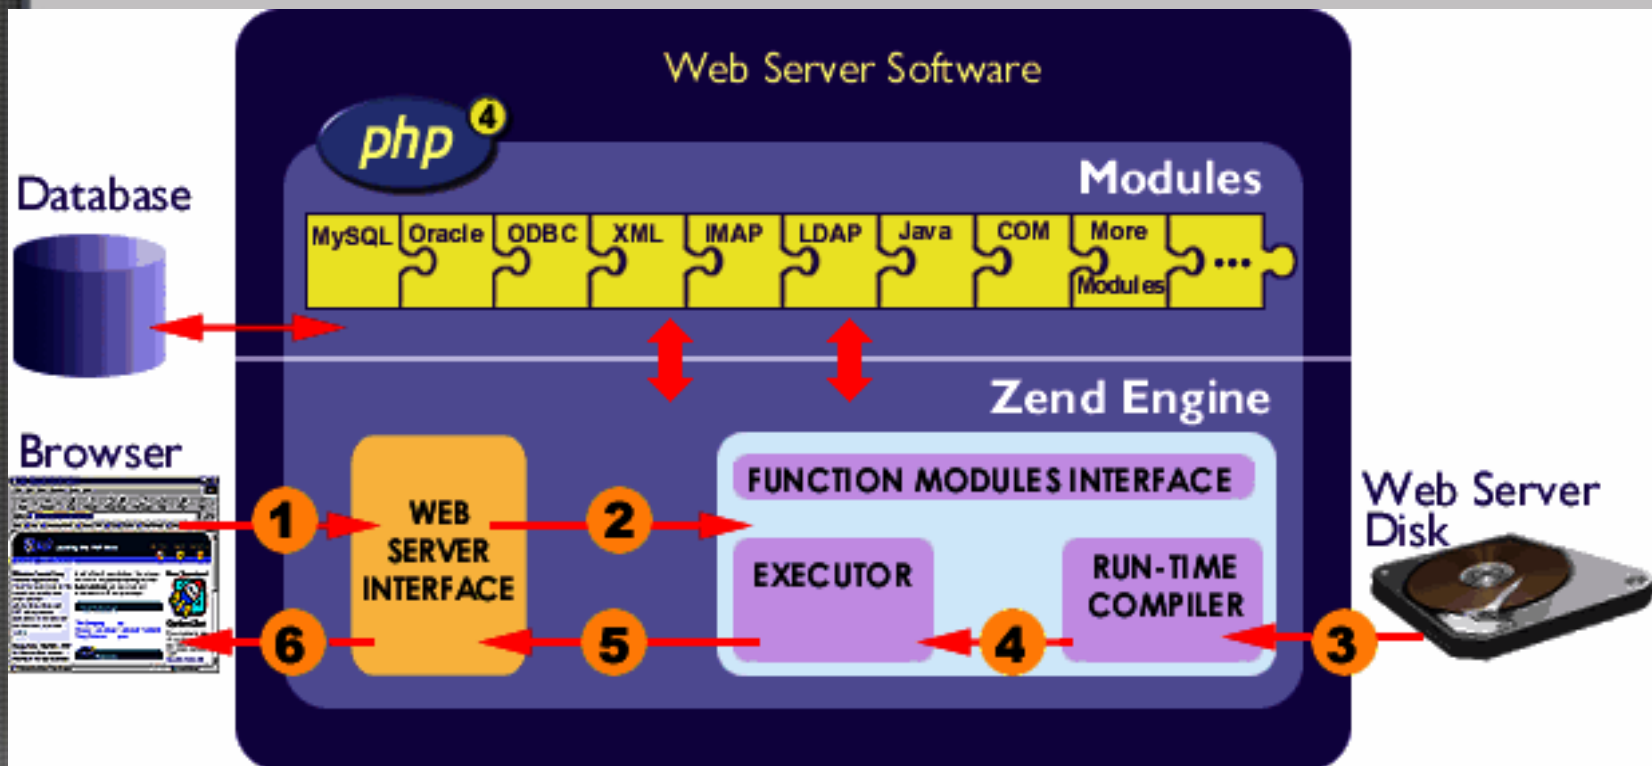 Web Server Software
php 4
Modules
Database
MySQL Oracle ODBC XML IMAP LDAP Java COM More Modules ...
Zend Engine
Browser
FUNCTION MODULES INTERFACE
Web Server
Disk
1
WEB
SERVER
INTERFACE
2
EXECUTOR
RUN-TIME
COMPILER
6
5
4
3